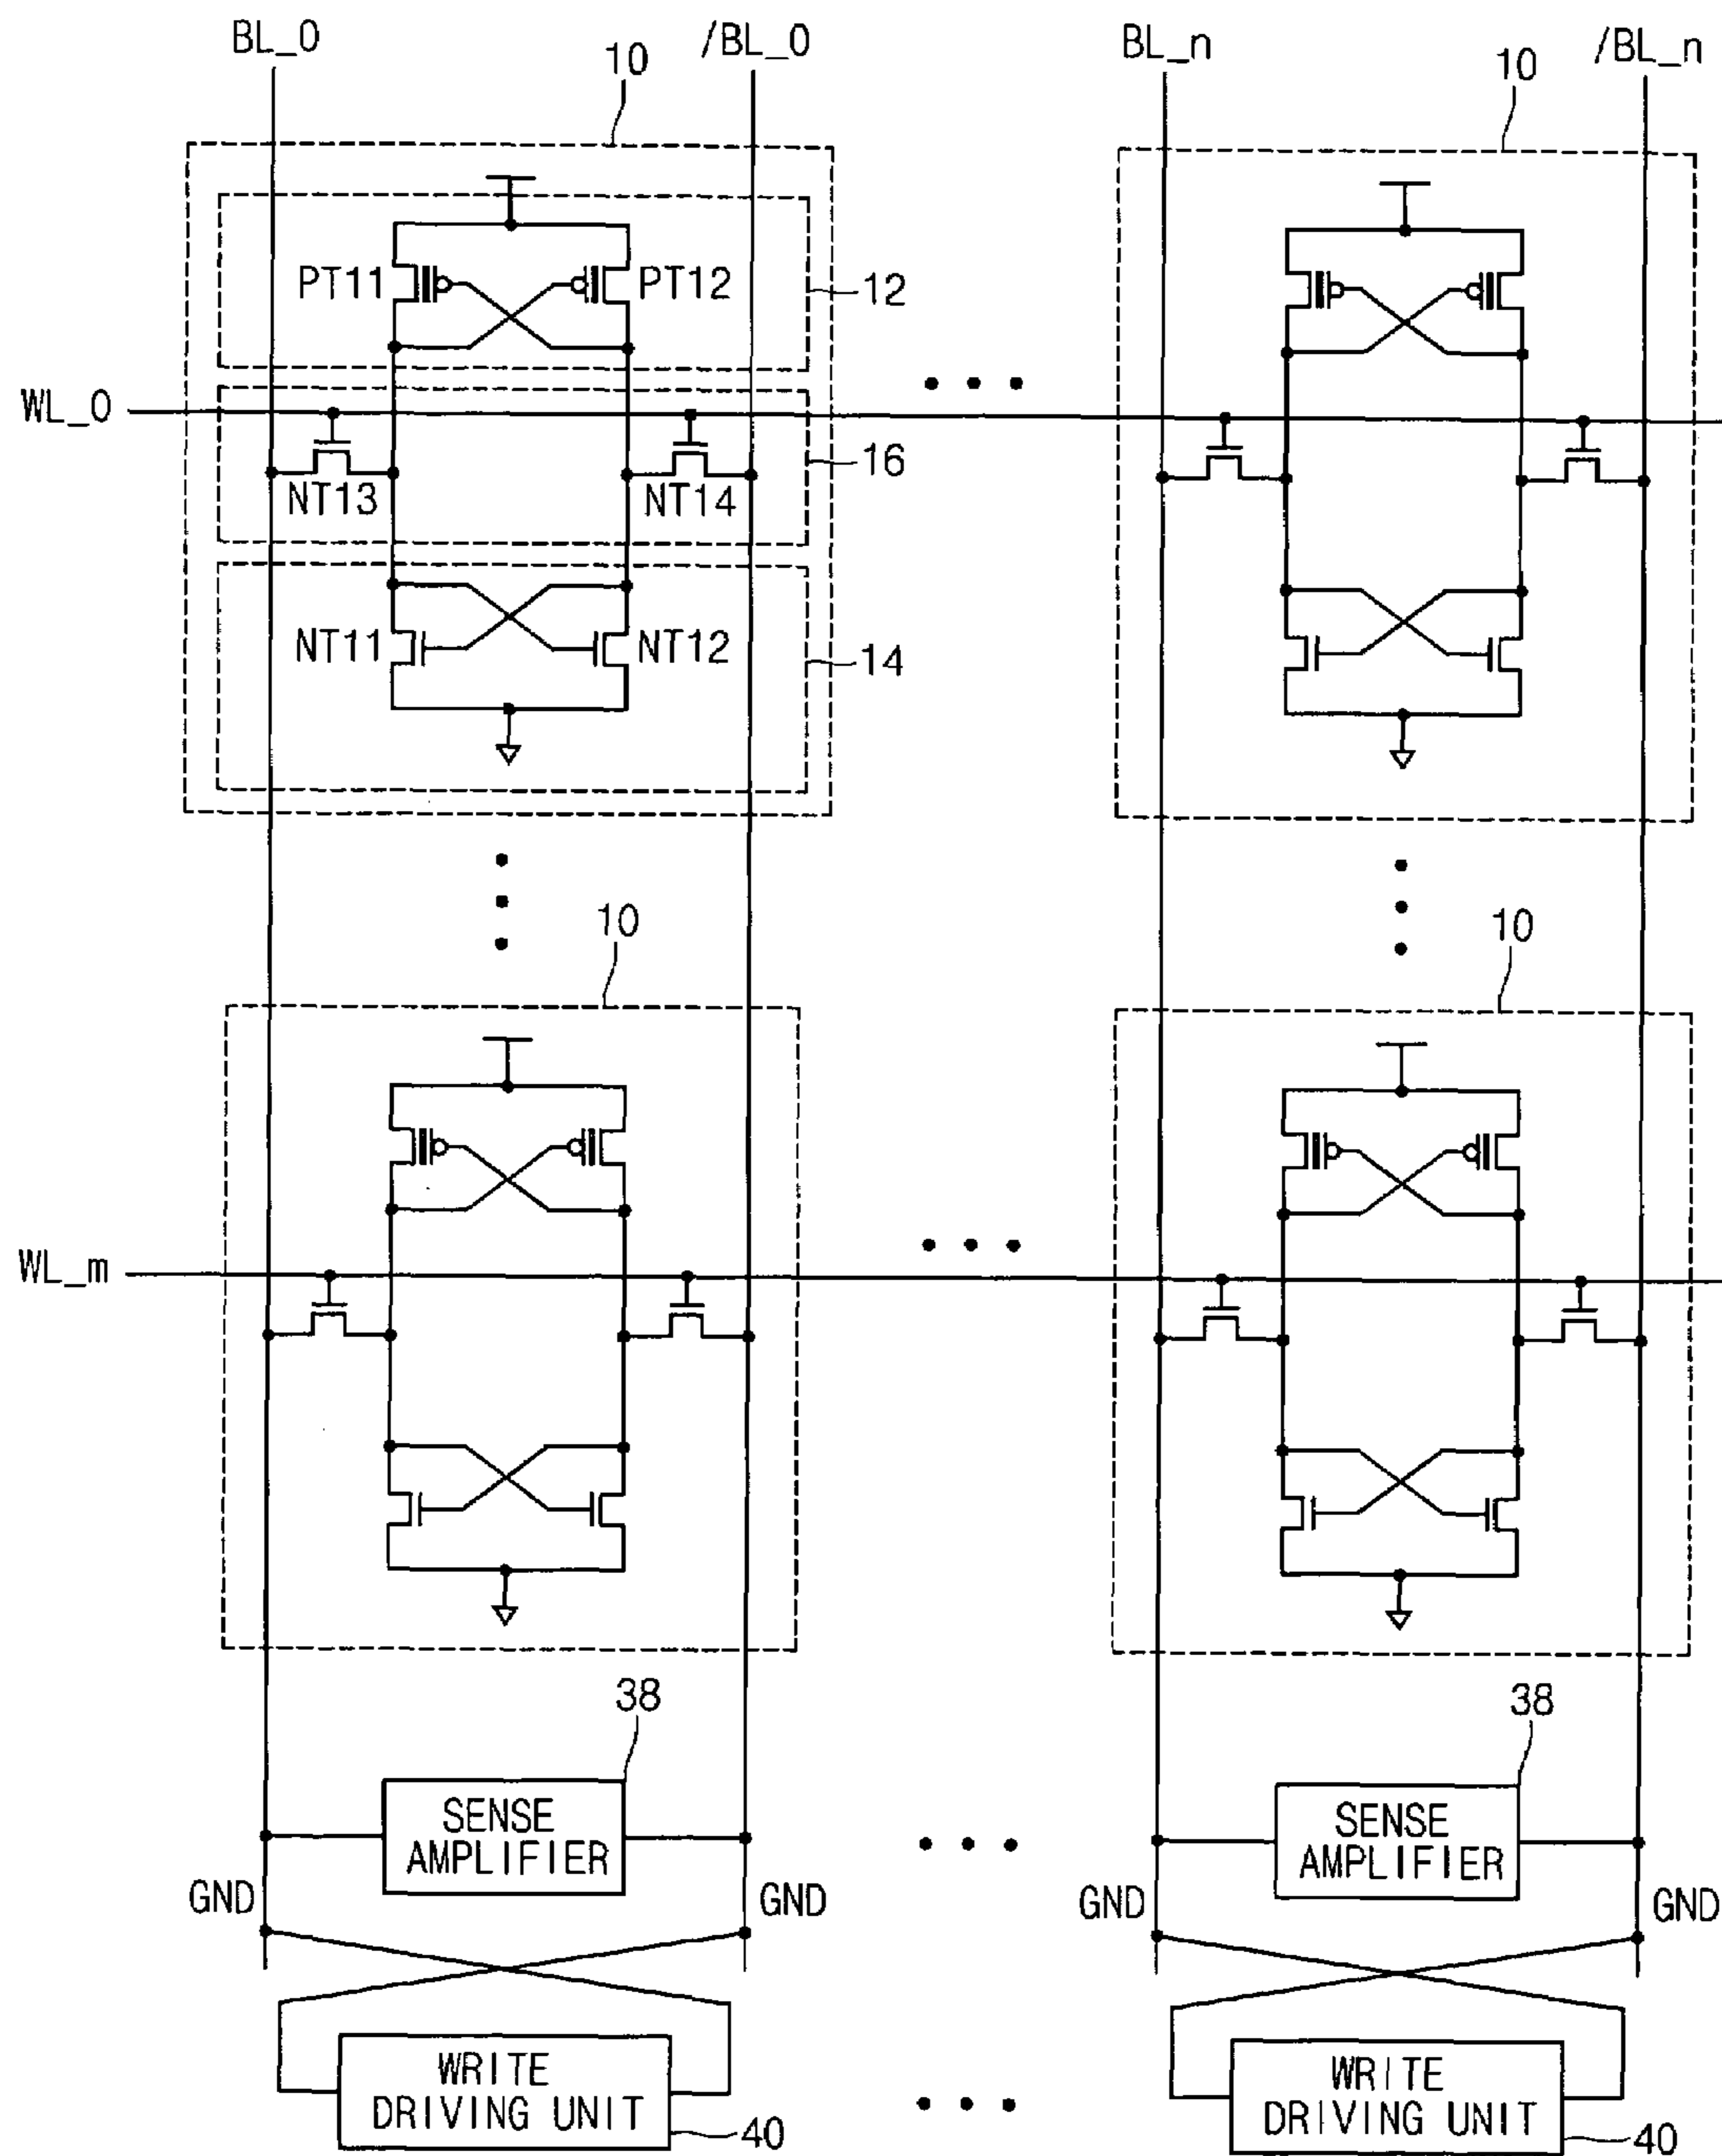 BL_0 10 /BL_0 BL_n 10 /BL_n
PT11 PT12 12
WL_0
NT13 NT14 16
NT11 NT12 14
10 10
WL_m
38 38
SENSE AMPLIFIER
SENSE AMPLIFIER
GND GND GND GND
WRITE DRIVING UNIT
40
WRITE DRIVING UNIT
40